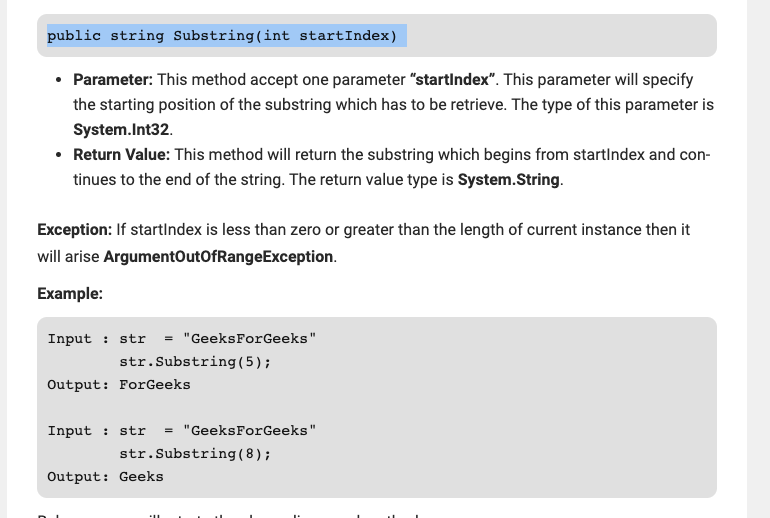 public string Substring(int startIndex)
• Parameter: This method accept one parameter “startIndex”. This parameter will specify
the starting position of the substring which has to be retrieve. The type of this parameter is
System.Int32.
• Return Value: This method will return the substring which begins from startIndex and con-
tinues to the end of the string. The return value type is System.String.
Exception: If startIndex is less than zero or greater than the length of current instance then it
will arise ArgumentOutOfRangeException.
Example:
Input : str  = "GeeksForGeeks"
        str.Substring(5);
Output: ForGeeks
Input : str  = "GeeksForGeeks"
        str.Substring(8);
Output: Geeks